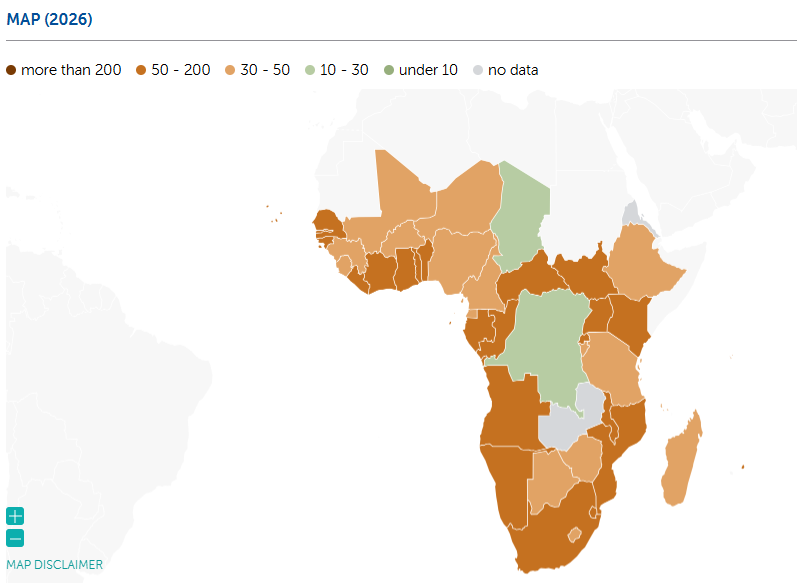 MAP (2026)
more than 200 50 - 200 30 - 50 10 - 30 under 10 no data
+
−
MAP DISCLAIMER